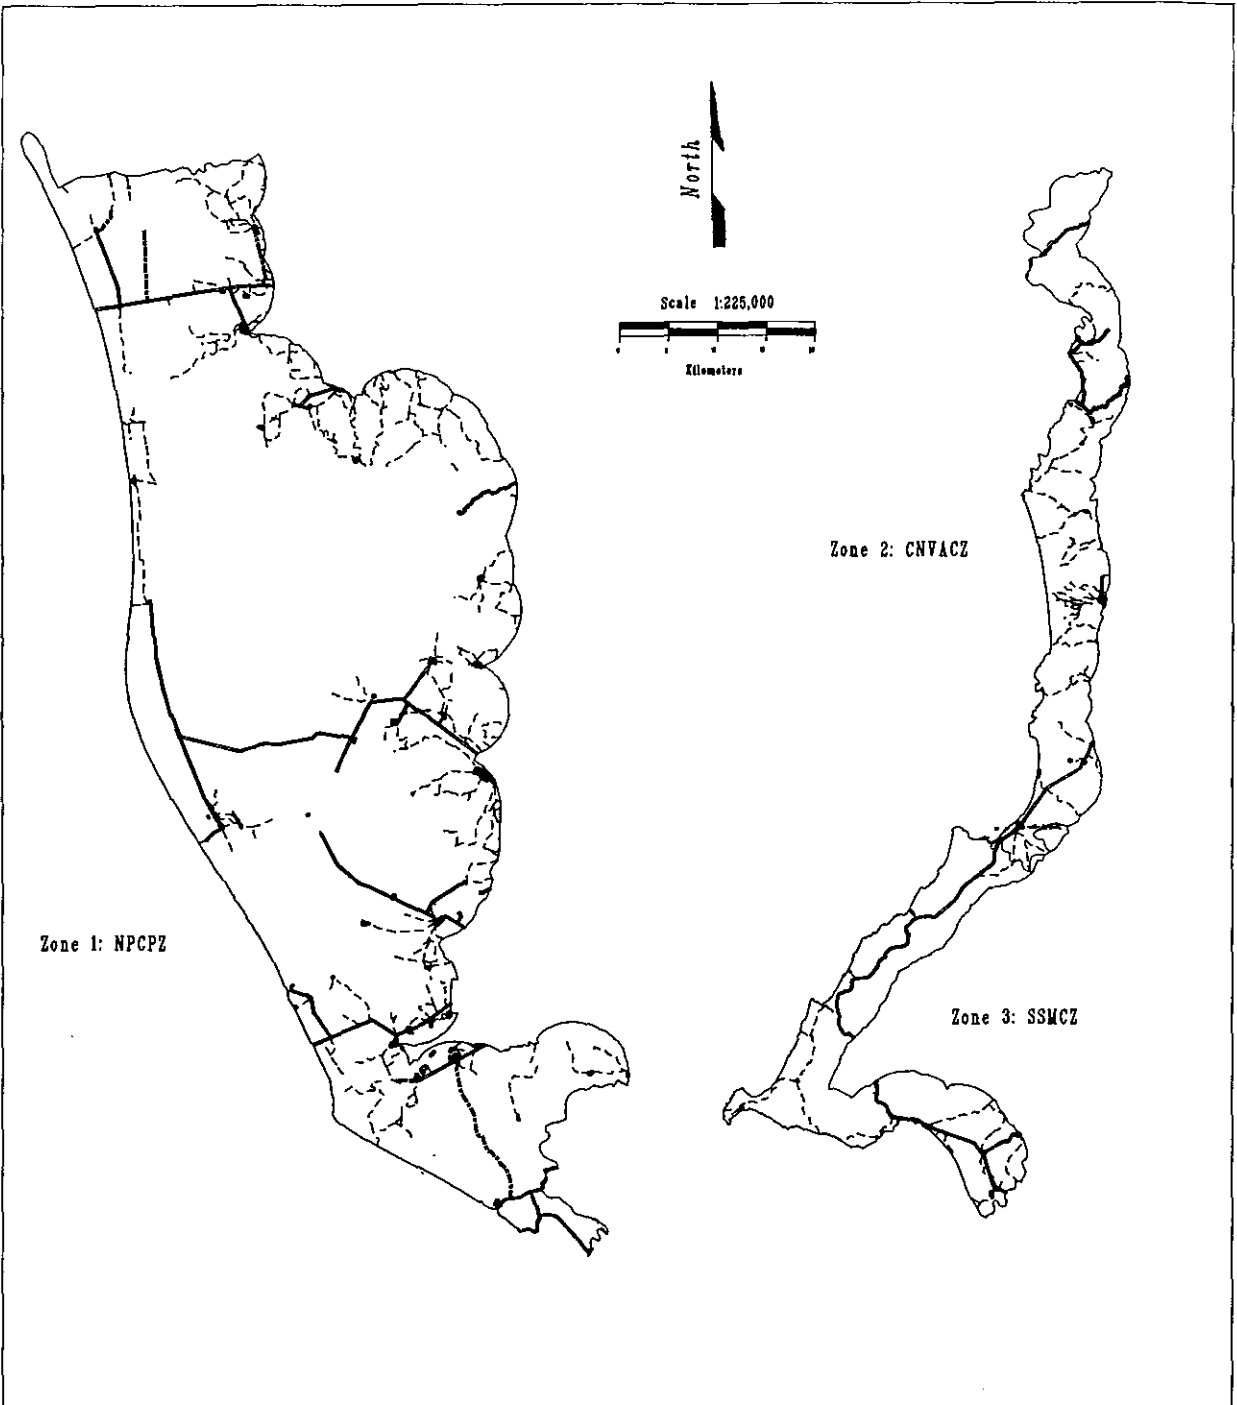 North
Scale 1:225,000
Kilometers
Zone 2: CNVACZ
Zone 1: NPCPZ
Zone 3: SSMCZ